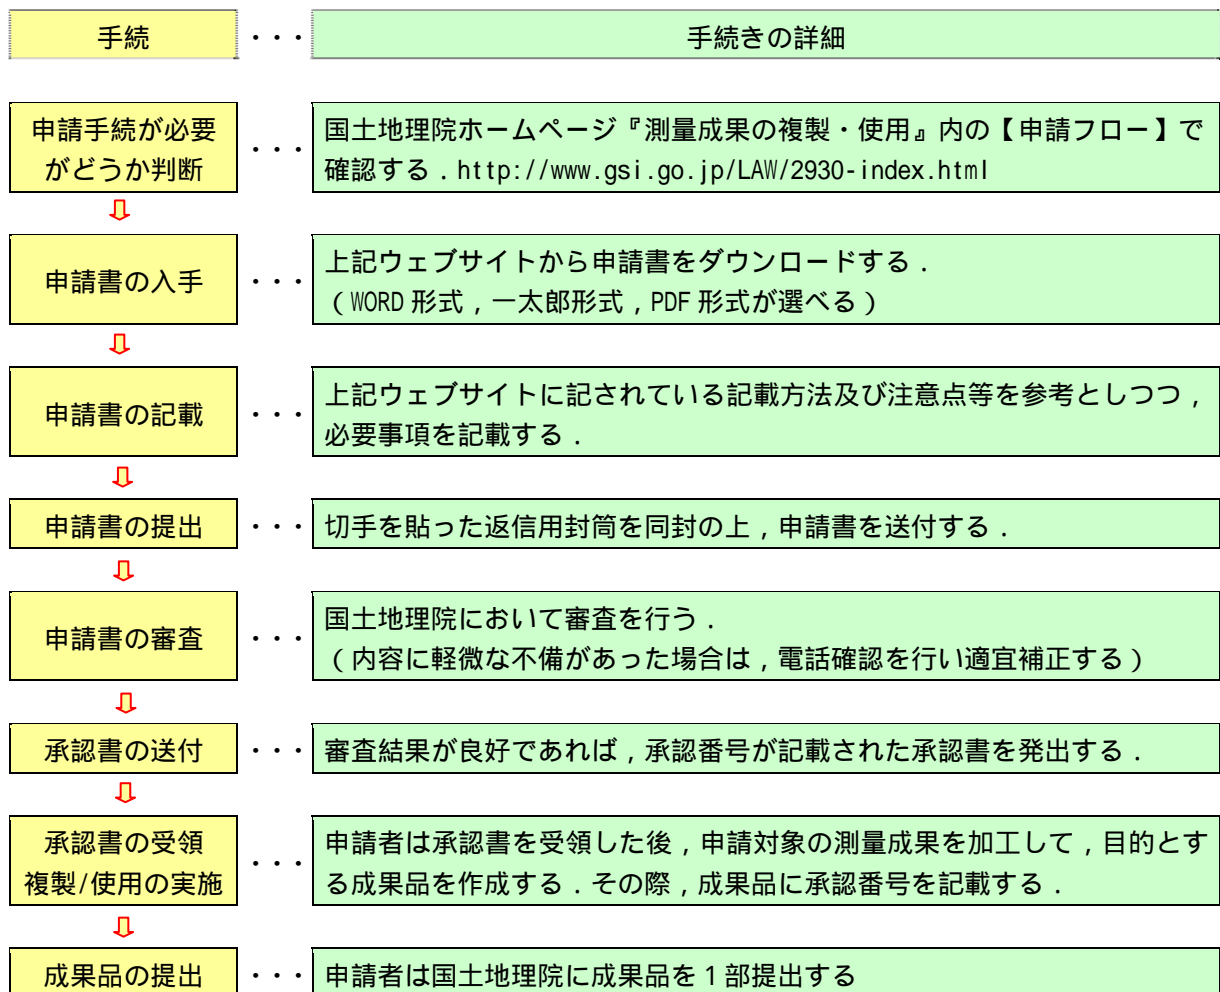 手続 ・・・ 手続きの詳細
申請手続が必要
がどうか判断
・・・
国土地理院ホームページ『測量成果の複製・使用』内の【申請フロー】で
確認する．http://www.gsi.go.jp/LAW/2930-index.html
申請書の入手
・・・
上記ウェブサイトから申請書をダウンロードする．
（WORD 形式，一太郎形式，PDF 形式が選べる）
申請書の記載
・・・
上記ウェブサイトに記されている記載方法及び注意点等を参考としつつ，
必要事項を記載する．
申請書の提出 ・・・ 切手を貼った返信用封筒を同封の上，申請書を送付する．
申請書の審査
・・・
国土地理院において審査を行う．
（内容に軽微な不備があった場合は，電話確認を行い適宜補正する）
承認書の送付 ・・・ 審査結果が良好であれば，承認番号が記載された承認書を発出する．
承認書の受領
複製/使用の実施
・・・
申請者は承認書を受領した後，申請対象の測量成果を加工して，目的とす
る成果品を作成する．その際，成果品に承認番号を記載する．
成果品の提出 ・・・ 申請者は国土地理院に成果品を１部提出する